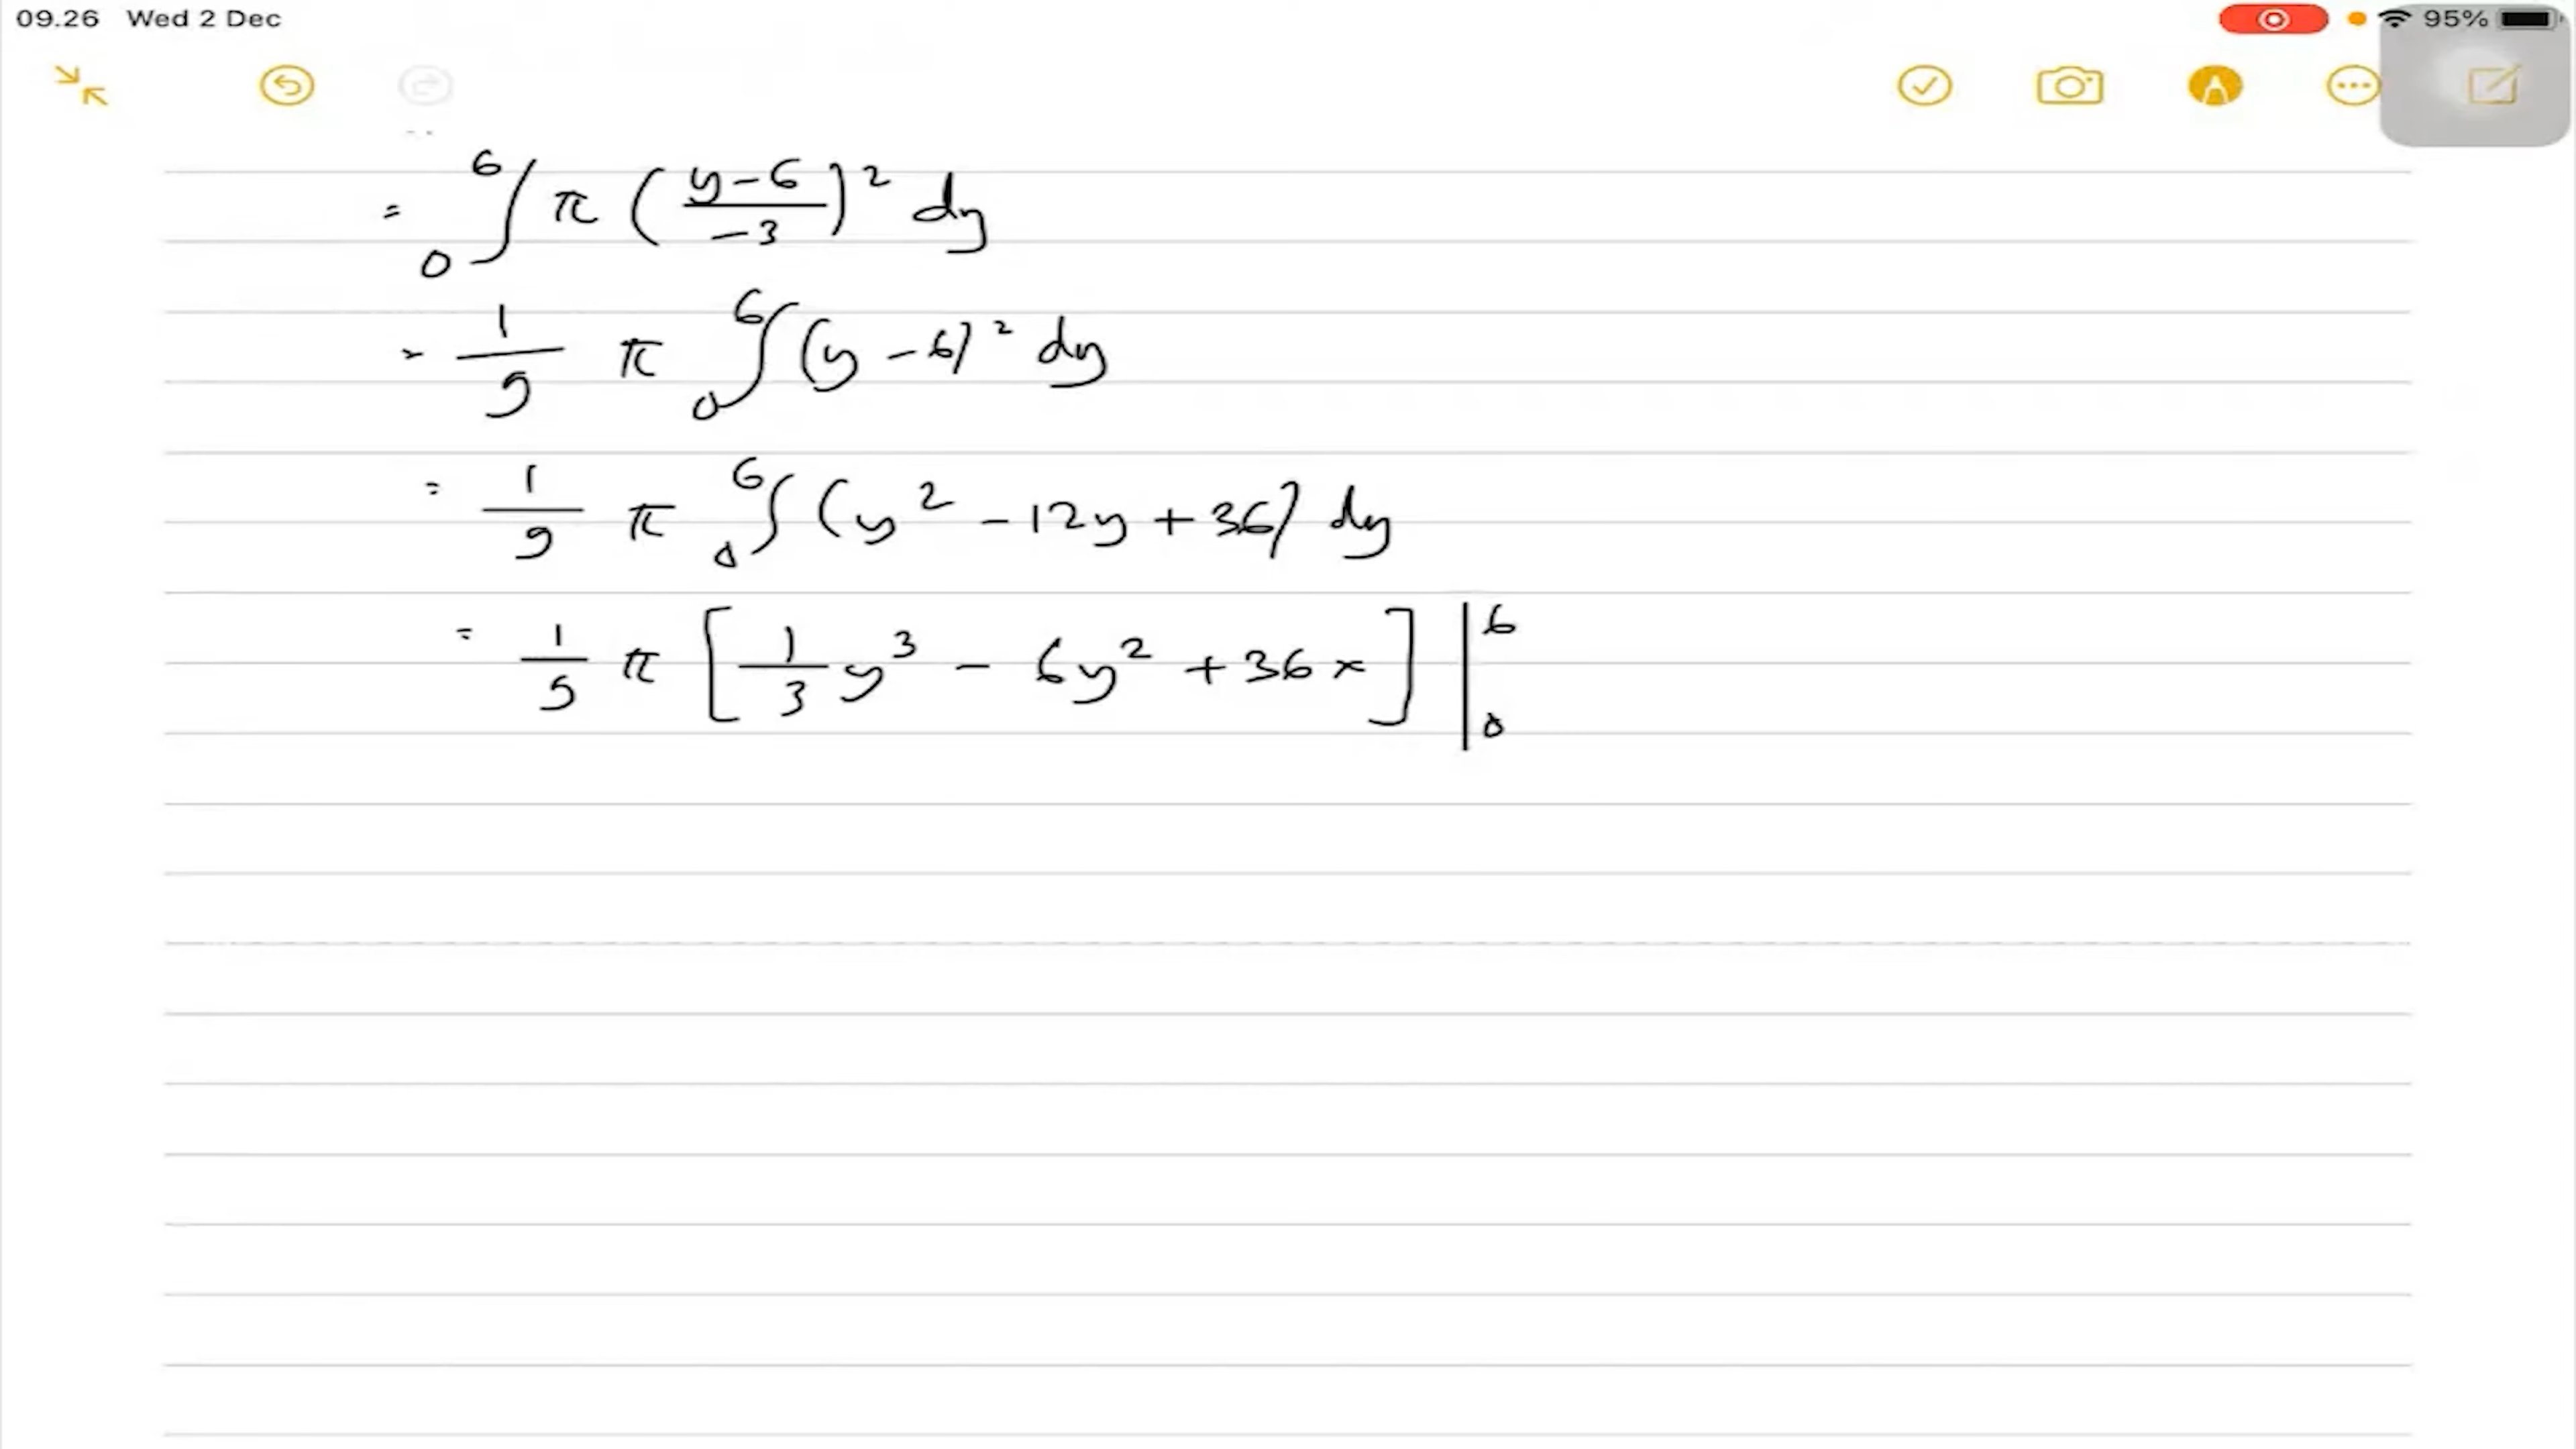 09.26 Wed 2 Dec 95%
= ₀⁶∫ π ((y-6)/(-3))² dy
= 1/9 π ₀⁶∫ (y - 6)² dy
= 1/9 π ₀⁶∫ (y² - 12y + 36) dy
= 1/9 π [1/3 y³ - 6y² + 36x] |₀⁶